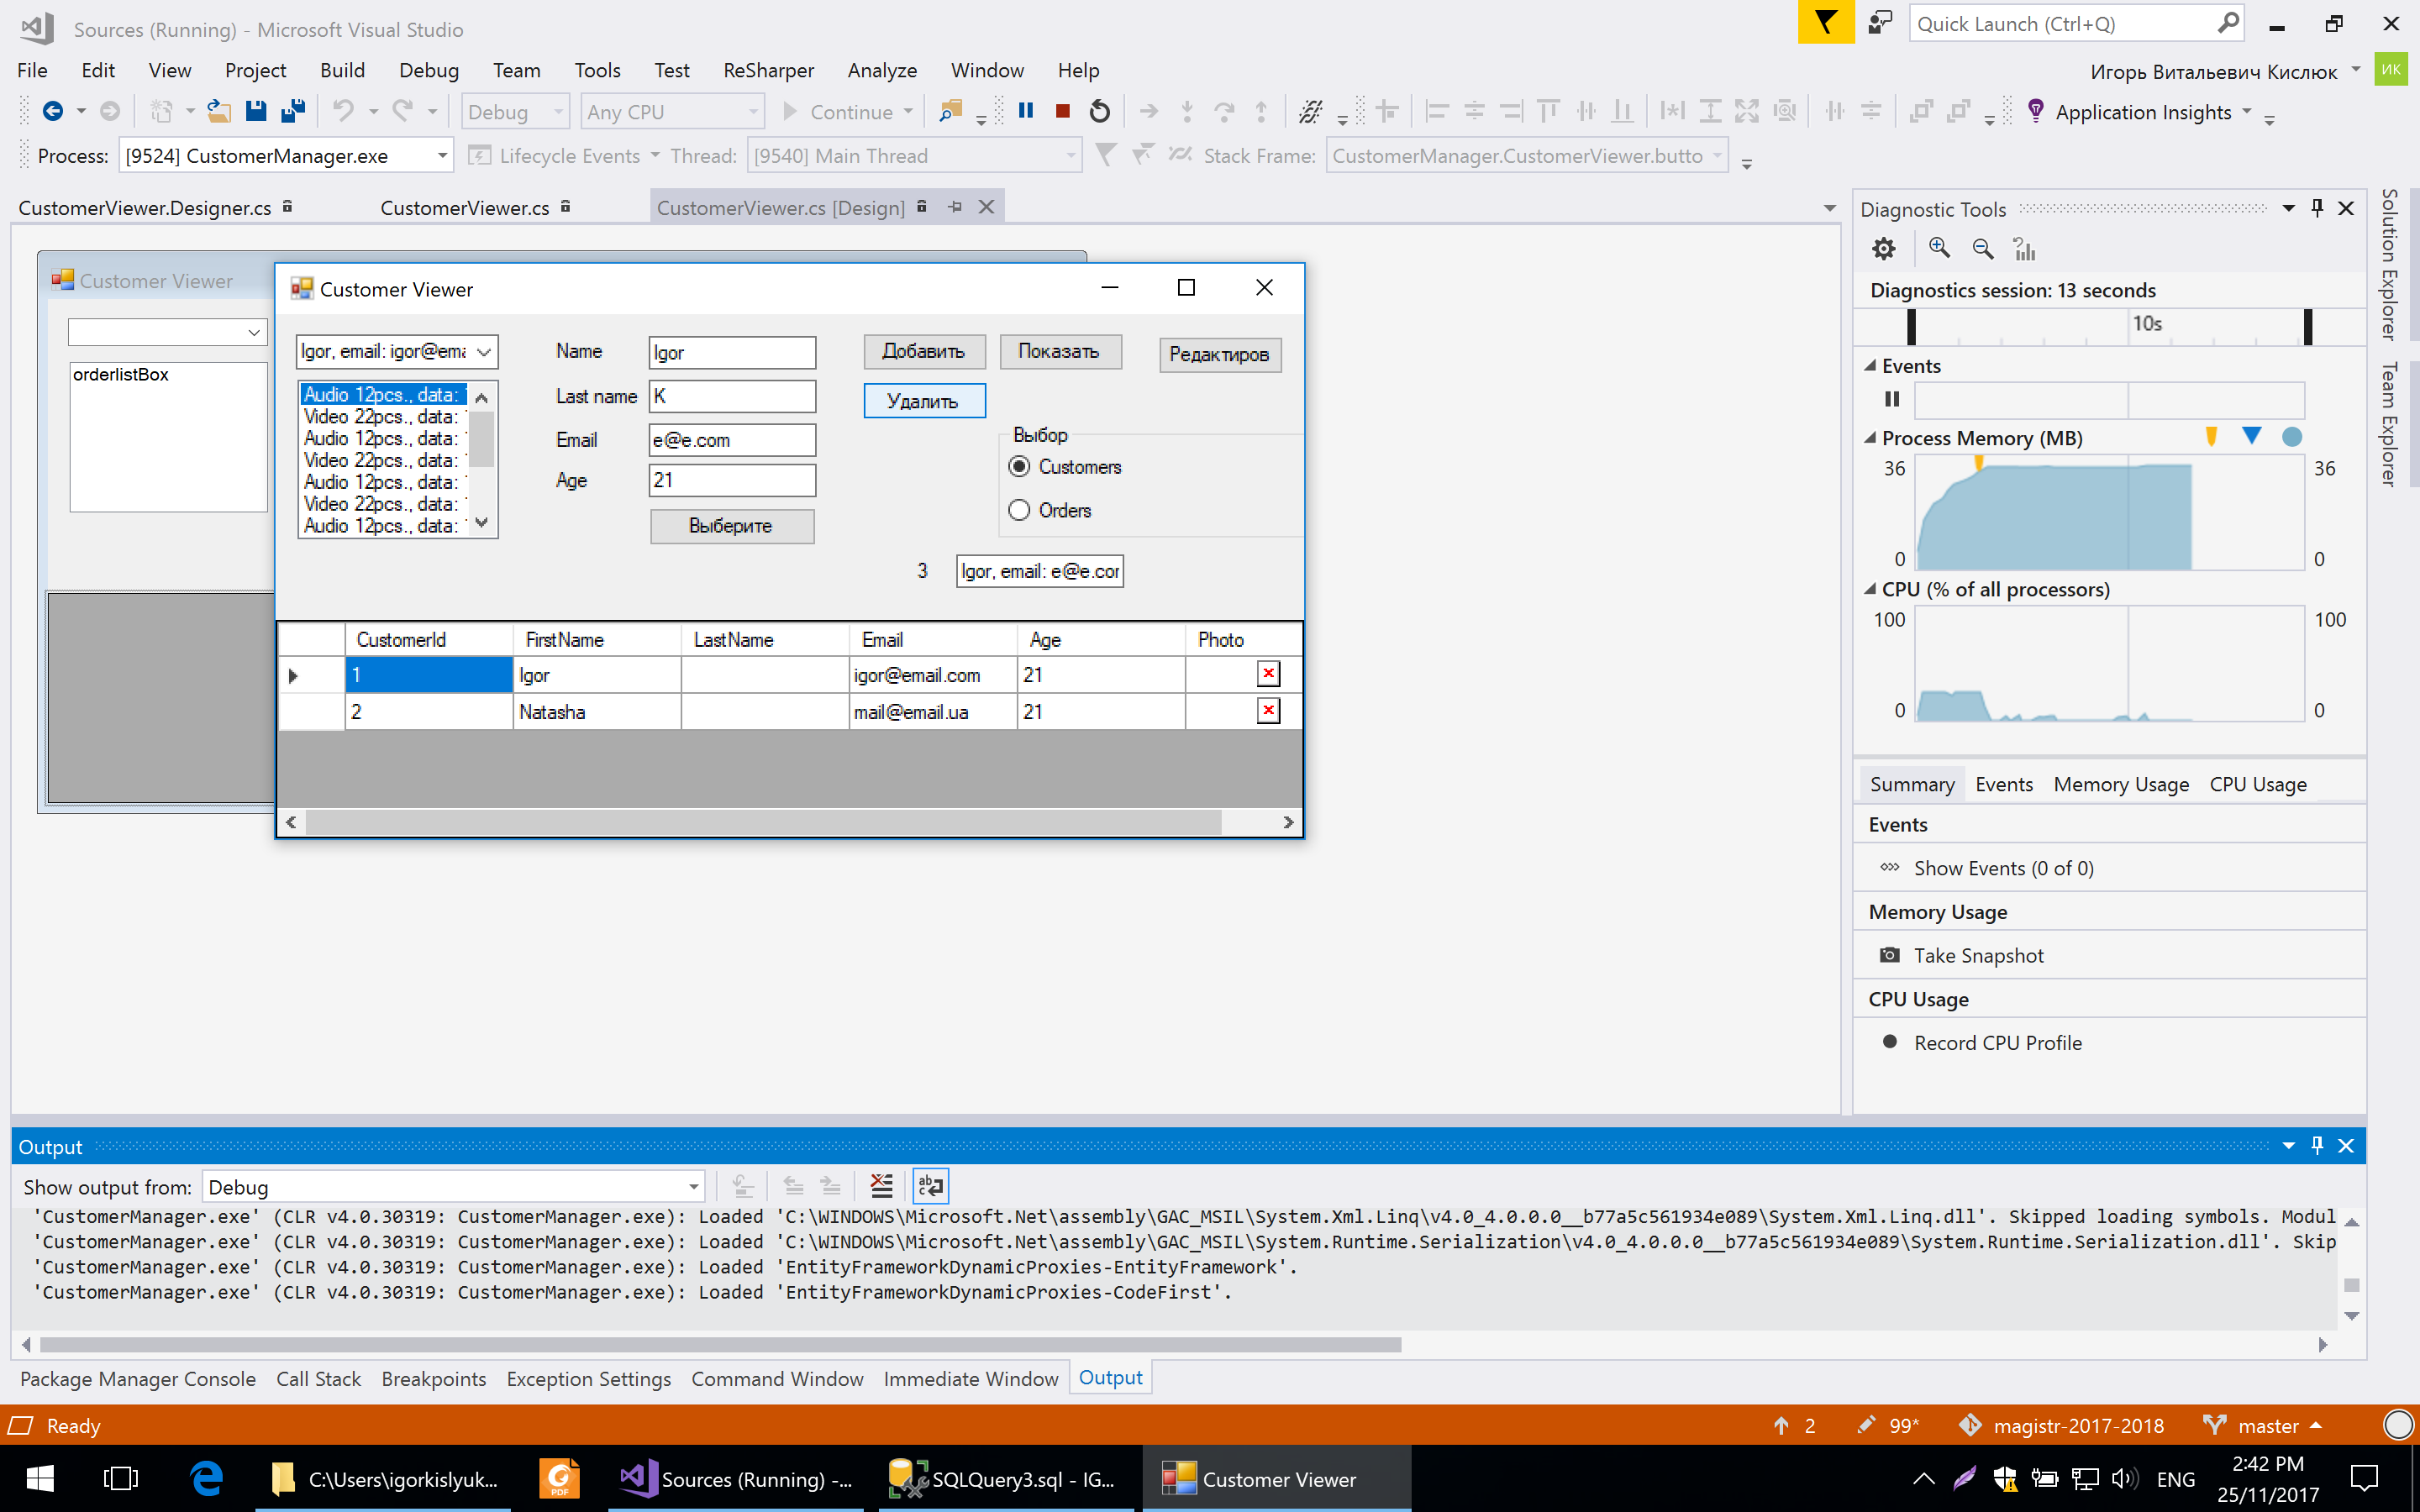 Sources (Running) - Microsoft Visual Studio
Quick Launch (Ctrl+Q)
File Edit View Project Build Debug Team Tools Test ReSharper Analyze Window Help
Игорь Витальевич Кислюк
ИК
Debug Any CPU Continue Application Insights
Process: [9524] CustomerManager.exe Lifecycle Events Thread: [9540] Main Thread Stack Frame: CustomerManager.CustomerViewer.butto
CustomerViewer.Designer.cs CustomerViewer.cs CustomerViewer.cs [Design]
Customer Viewer
orderlistBox
Customer Viewer
Igor, email: igor@ema
Audio 12pcs., data:
Video 22pcs., data:
Audio 12pcs., data:
Video 22pcs., data:
Audio 12pcs., data:
Video 22pcs., data:
Audio 12pcs., data:
Name Igor
Last name K
Email e@e.com
Age 21
Выберите
Добавить Показать Редактиров
Удалить
Выбор
Customers
Orders
3 Igor, email: e@e.cor
CustomerId FirstName LastName Email Age Photo
1 Igor igor@email.com 21
2 Natasha mail@email.ua 21
Diagnostic Tools
Diagnostics session: 13 seconds
10s
Events
Process Memory (MB)
36 36
0 0
CPU (% of all processors)
100 100
0 0
Summary Events Memory Usage CPU Usage
Events
Show Events (0 of 0)
Memory Usage
Take Snapshot
CPU Usage
Record CPU Profile
Solution Explorer
Team Explorer
Output
Show output from: Debug
'CustomerManager.exe' (CLR v4.0.30319: CustomerManager.exe): Loaded 'C:\WINDOWS\Microsoft.Net\assembly\GAC_MSIL\System.Xml.Linq\v4.0_4.0.0.0__b77a5c561934e089\System.Xml.Linq.dll'. Skipped loading symbols. Modul
'CustomerManager.exe' (CLR v4.0.30319: CustomerManager.exe): Loaded 'C:\WINDOWS\Microsoft.Net\assembly\GAC_MSIL\System.Runtime.Serialization\v4.0_4.0.0.0__b77a5c561934e089\System.Runtime.Serialization.dll'. Skip
'CustomerManager.exe' (CLR v4.0.30319: CustomerManager.exe): Loaded 'EntityFrameworkDynamicProxies-EntityFramework'.
'CustomerManager.exe' (CLR v4.0.30319: CustomerManager.exe): Loaded 'EntityFrameworkDynamicProxies-CodeFirst'.
Package Manager Console Call Stack Breakpoints Exception Settings Command Window Immediate Window Output
Ready 2 99* magistr-2017-2018 master
C:\Users\igorkislyuk... PDF Sources (Running) -... SQLQuery3.sql - IG... Customer Viewer ENG
2:42 PM
25/11/2017